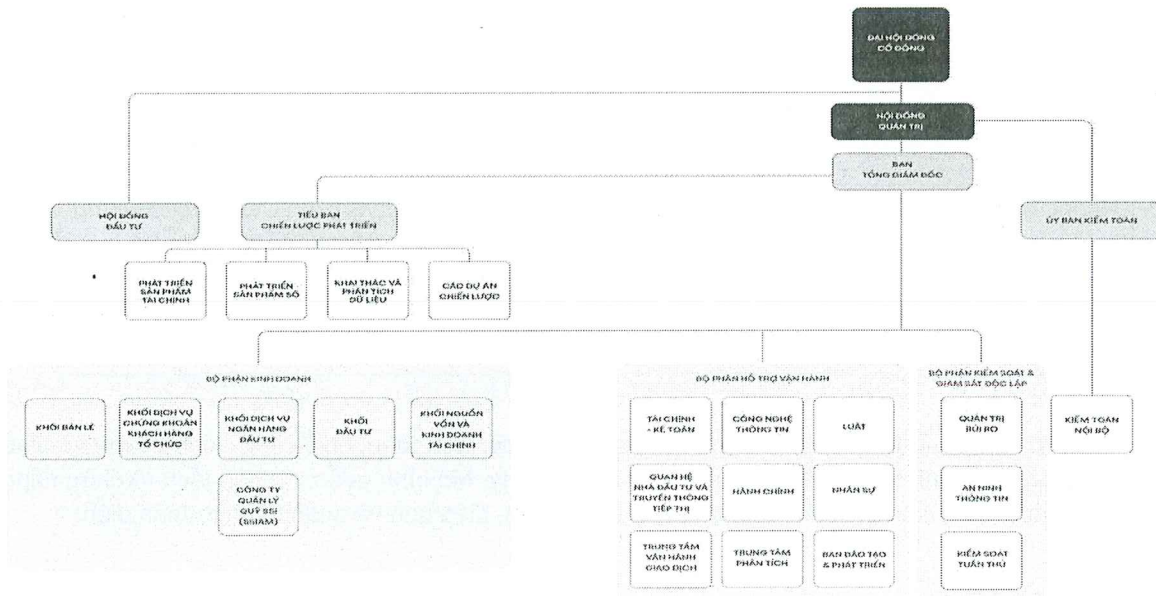 ĐẠI HỘI ĐỒNG
CỔ ĐÔNG
HỘI ĐỒNG
QUẢN TRỊ
BAN
TỔNG GIÁM ĐỐC
HỘI ĐỒNG
ĐẦU TƯ
TIỂU BAN
CHIẾN LƯỢC PHÁT TRIỂN
ỦY BAN KIỂM TOÁN
PHÁT TRIỂN
SẢN PHẨM
TÀI CHÍNH
PHÁT TRIỂN
SẢN PHẨM SỐ
KHAI THÁC VÀ
PHÂN TÍCH
DỮ LIỆU
CÁC DỰ ÁN
CHIẾN LƯỢC
BỘ PHẬN KINH DOANH
KHỐI BÁN LẺ
KHỐI DỊCH VỤ
CHỨNG KHOÁN
KHÁCH HÀNG
TỔ CHỨC
KHỐI DỊCH VỤ
NGÂN HÀNG
ĐẦU TƯ
KHỐI
ĐẦU TƯ
KHỐI NGUỒN
VỐN VÀ
KINH DOANH
TÀI CHÍNH
CÔNG TY
QUẢN LÝ
QUỸ SSI
(SSIAM)
BỘ PHẬN HỖ TRỢ VẬN HÀNH
TÀI CHÍNH
- KẾ TOÁN
CÔNG NGHỆ
THÔNG TIN
LUẬT
QUAN HỆ
NHÀ ĐẦU TƯ VÀ
TRUYỀN THÔNG
TIẾP THỊ
HÀNH CHÍNH
NHÂN SỰ
TRUNG TÂM
VẬN HÀNH
GIAO DỊCH
TRUNG TÂM
PHÂN TÍCH
BAN ĐÀO TẠO
& PHÁT TRIỂN
BỘ PHẬN KIỂM SOÁT &
GIÁM SÁT ĐỘC LẬP
QUẢN TRỊ
RỦI RO
AN NINH
THÔNG TIN
KIỂM SOÁT
TUÂN THỦ
KIỂM TOÁN
NỘI BỘ